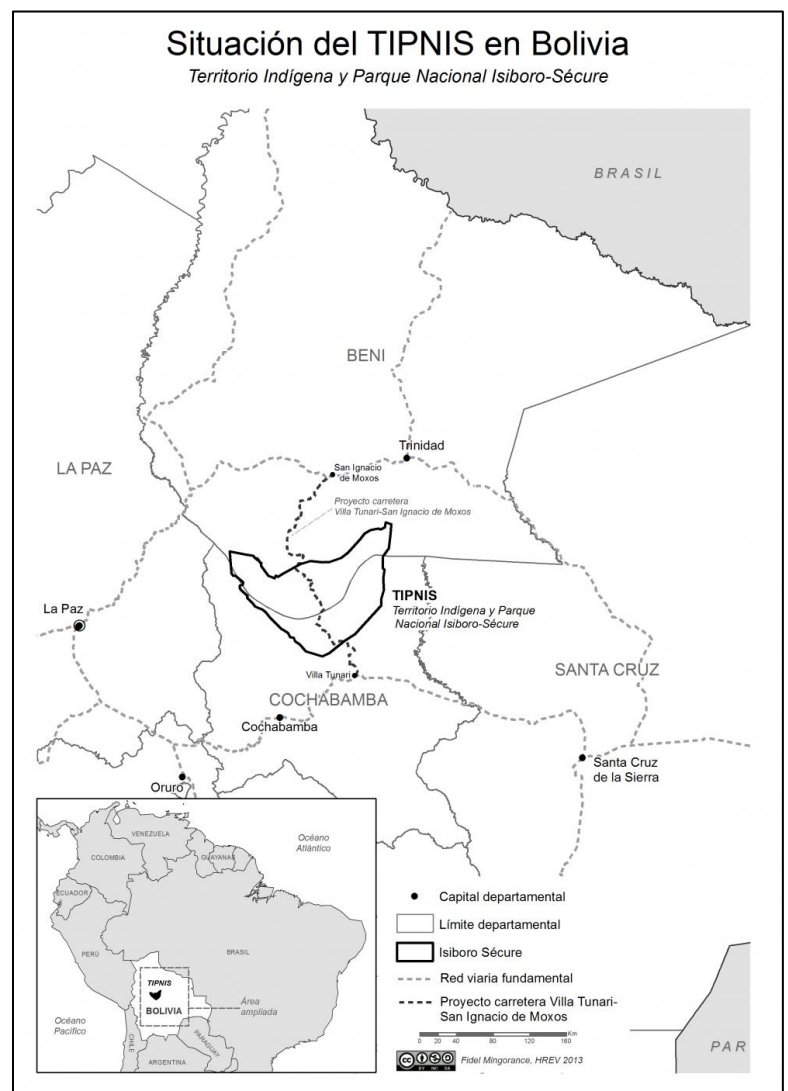 Situación del TIPNIS en Bolivia
Territorio Indígena y Parque Nacional Isiboro-Sécure
BRASIL
BENI
Trinidad
LA PAZ
San Ignacio
de Moxos
Proyecto carretera
Villa Tunari-San Ignacio de Moxos
TIPNIS
Territorio Indígena y Parque
Nacional Isiboro-Sécure
La Paz
Villa Tunari
SANTA CRUZ
COCHABAMBA
Cochabamba
Santa Cruz
de la Sierra
Oruro
VENEZUELA
Océano
Atlántico
COLOMBIA
GUAYANAS
ECUADOR
PERÚ
BRASIL
TIPNIS
BOLIVIA
Área
ampliada
Océano
Pacífico
CHILE
PARAGUAY
ARGENTINA
Capital departamental
Límite departamental
Isiboro Sécure
Red viaria fundamental
Proyecto carretera Villa Tunari-
San Ignacio de Moxos
0 20 40 80 120 160 Km
cc BY NC SA
Fidel Mingorance, HREV 2013
PAR